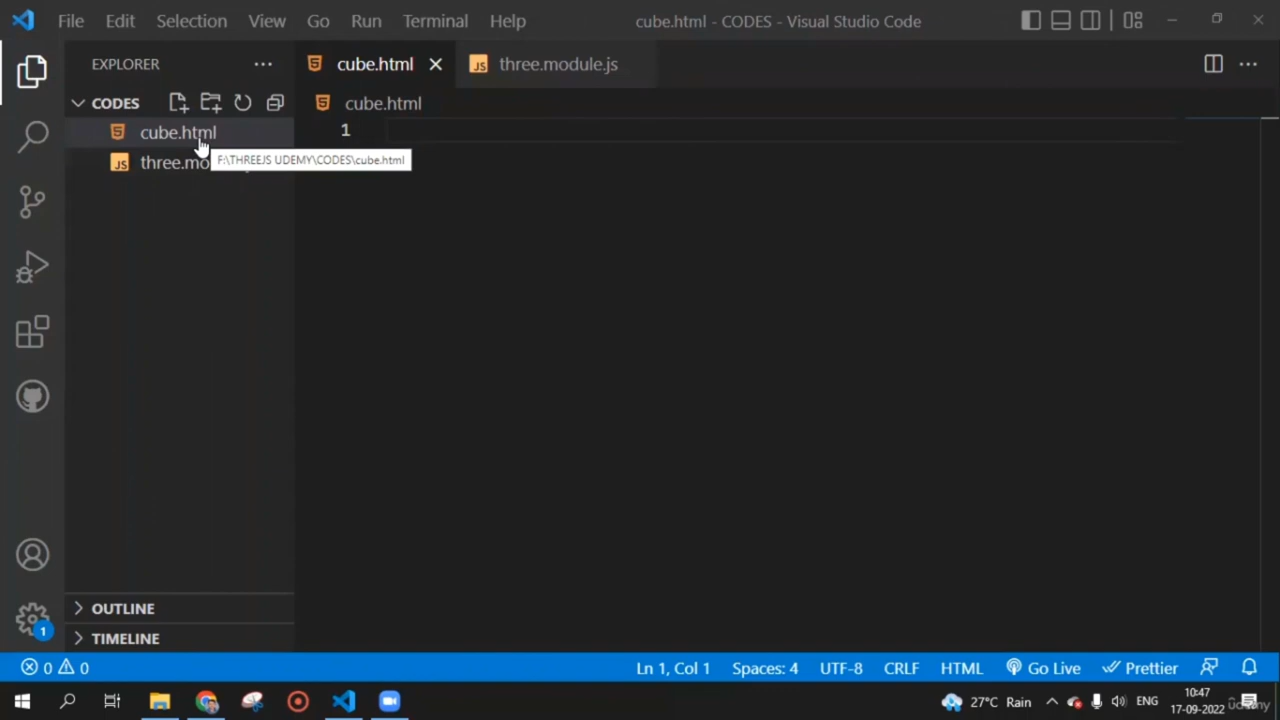 File Edit Selection View Go Run Terminal Help
cube.html - CODES - Visual Studio Code
EXPLORER
cube.html
three.module.js
CODES
cube.html
cube.html
1
F:\THREEJS UDEMY\CODES\cube.html
JS three.mo
OUTLINE
TIMELINE
1
0 0
Ln 1, Col 1 Spaces: 4 UTF-8 CRLF HTML Go Live Prettier
27°C Rain ENG
10:47
17-09-2022
udemy